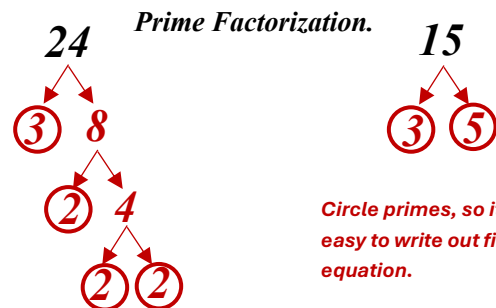 Prime Factorization.
24 15
3 8 3 5
2 4
Circle primes, so i
easy to write out fi
equation.
2 2